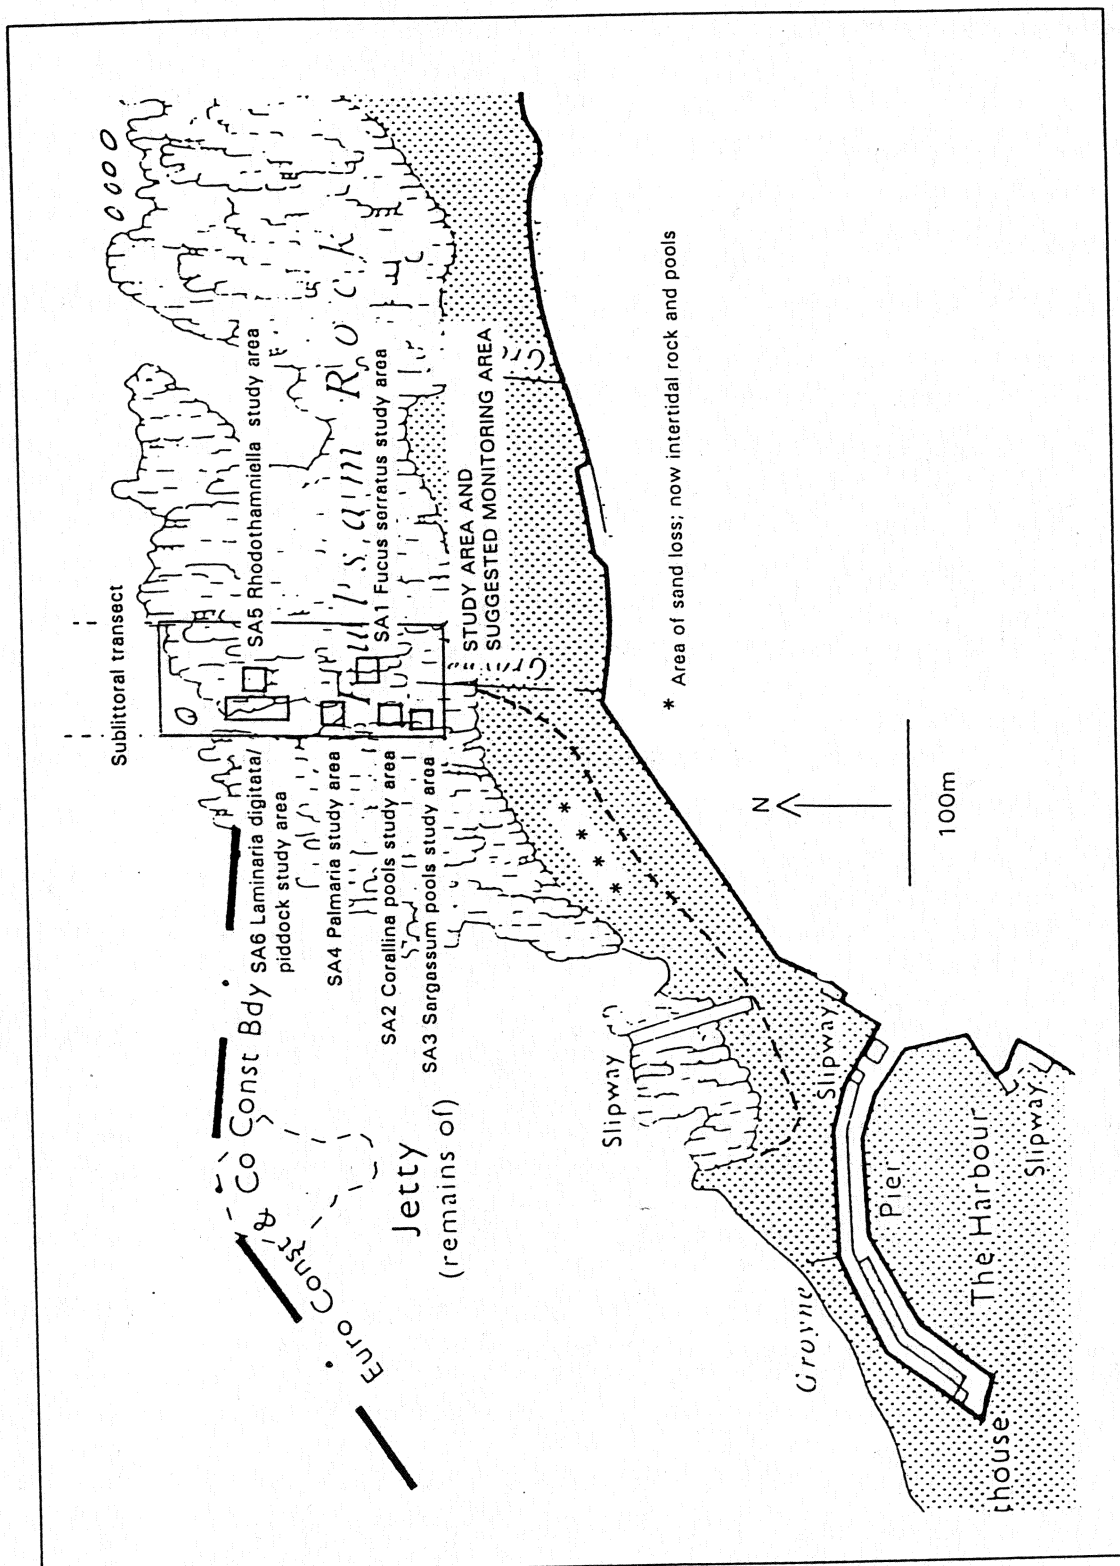 Sublittoral transect
SA5 Rhodothamniella study area
SA1 Fucus serratus study area
STUDY AREA AND
SUGGESTED MONITORING AREA
SA6 Laminaria digitata/
piddock study area
SA4 Palmaria study area
SA2 Corallina pools study area
SA3 Sargassum pools study area
Rock
Euro Const & Co Const Bdy
Jetty
(remains of)
Slipway
Slipway
Groyne
Pier
The Harbour
Slipway
thouse
* Area of sand loss; now intertidal rock and pools
* * * *
N
100m